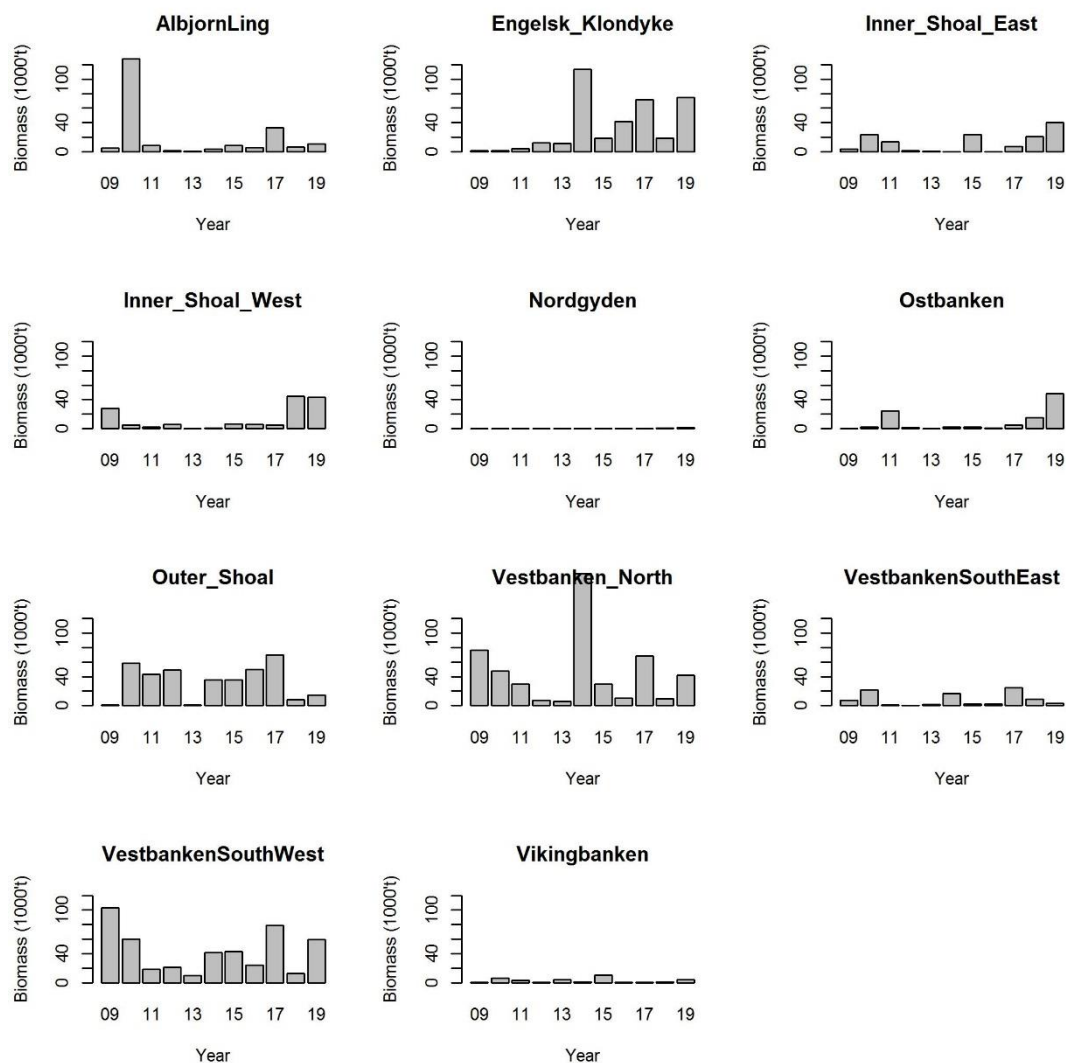 AlbjornLing
Engelsk_Klondyke
Inner_Shoal_East
Biomass (1000't)
0 40 100
09 11 13 15 17 19
Year
Biomass (1000't)
0 40 100
09 11 13 15 17 19
Year
Biomass (1000't)
0 40 100
09 11 13 15 17 19
Year
Inner_Shoal_West
Nordgyden
Ostbanken
Biomass (1000't)
0 40 100
09 11 13 15 17 19
Year
Biomass (1000't)
0 40 100
09 11 13 15 17 19
Year
Biomass (1000't)
0 40 100
09 11 13 15 17 19
Year
Outer_Shoal
Vestbanken_North
VestbankenSouthEast
Biomass (1000't)
0 40 100
09 11 13 15 17 19
Year
Biomass (1000't)
0 40 100
09 11 13 15 17 19
Year
Biomass (1000't)
0 40 100
09 11 13 15 17 19
Year
VestbankenSouthWest
Vikingbanken
Biomass (1000't)
0 40 100
09 11 13 15 17 19
Year
Biomass (1000't)
0 40 100
09 11 13 15 17 19
Year